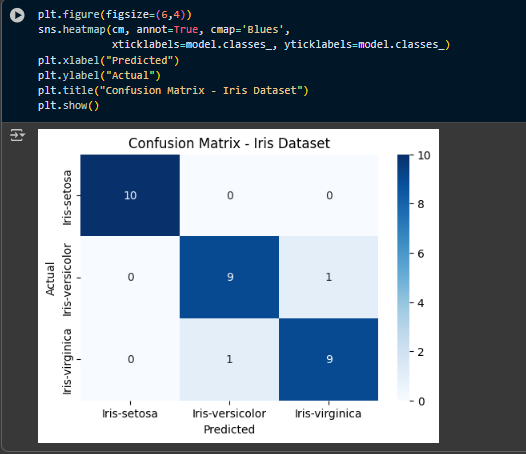 plt.figure(figsize=(6,4))
sns.heatmap(cm, annot=True, cmap='Blues',
            xticklabels=model.classes_, yticklabels=model.classes_)
plt.xlabel("Predicted")
plt.ylabel("Actual")
plt.title("Confusion Matrix - Iris Dataset")
plt.show()
Confusion Matrix - Iris Dataset
Actual
Iris-setosa
10 0 0
Iris-versicolor
0 9 1
Iris-virginica
0 1 9
Iris-setosa Iris-versicolor Iris-virginica
Predicted
10
8
6
4
2
0